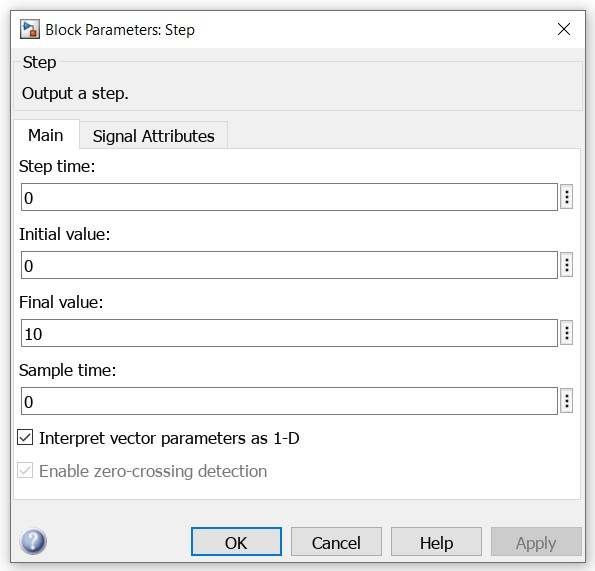 Block Parameters: Step
Step
Output a step.
Main
Signal Attributes
Step time:
0
Initial value:
0
Final value:
10
Sample time:
0
Interpret vector parameters as 1-D
Enable zero-crossing detection
?
OK
Cancel
Help
Apply